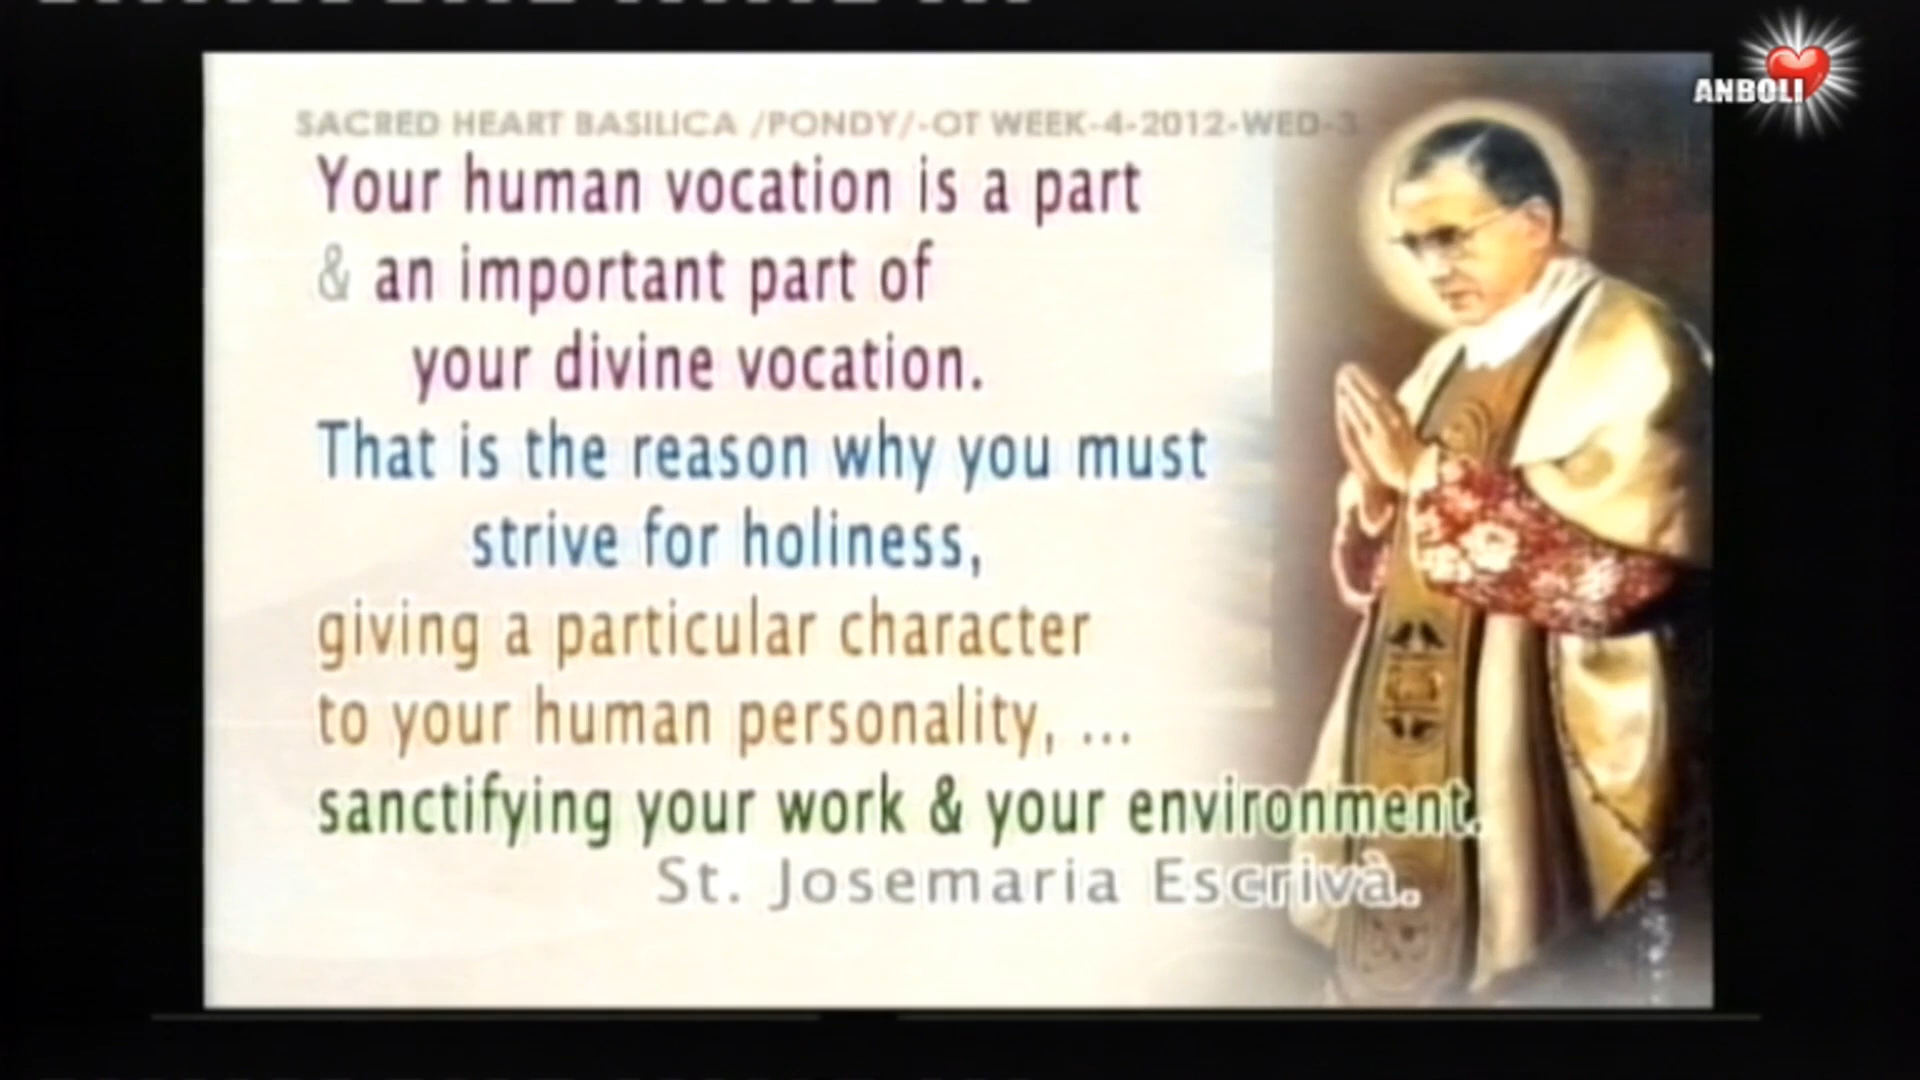 ANBOLI
SACRED HEART BASILICA /PONDY/-OT WEEK-4-2012-WED-3
Your human vocation is a part
& an important part of
your divine vocation.
That is the reason why you must
strive for holiness,
giving a particular character
to your human personality, ...
sanctifying your work & your environment.
St. Josemaria Escrivà.